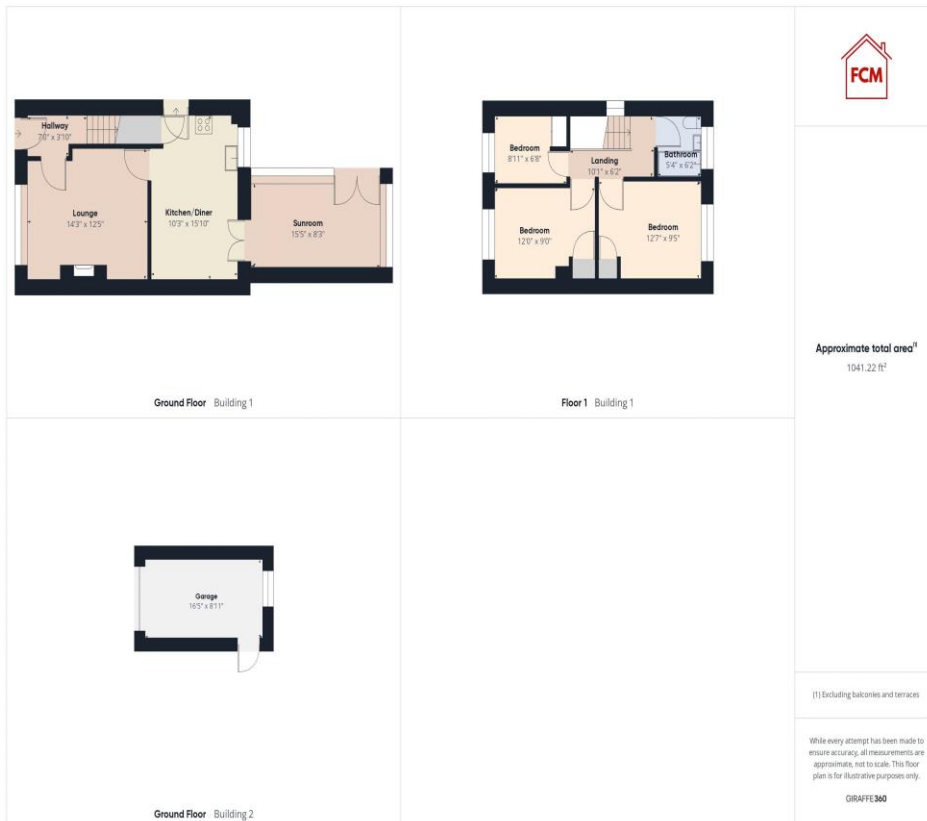 Hallway
7'0" x 3'10"
Lounge
14'3" x 12'5"
Kitchen/Diner
10'3" x 15'10"
Sunroom
15'5" x 8'3"
Ground Floor Building 1
Bedroom
8'11" x 6'8"
Landing
10'1" x 6'2"
Bathroom
5'4" x 6'2"
Bedroom
12'0" x 9'0"
Bedroom
12'7" x 9'5"
Floor 1 Building 1
Garage
16'5" x 8'11"
Ground Floor Building 2
FCM
Approximate total area(1)
1041.22 ft²
(1) Excluding balconies and terraces
While every attempt has been made to
ensure accuracy, all measurements are
approximate, not to scale. This floor
plan is for illustrative purposes only.
GIRAFFE360